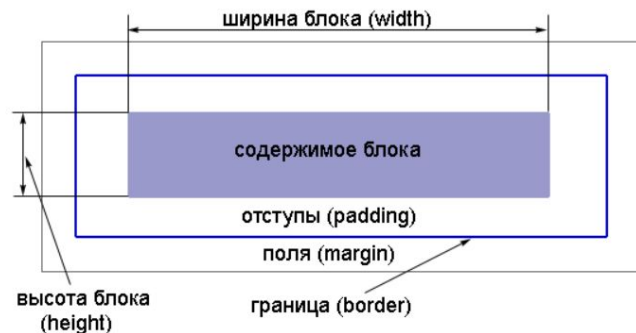 ширина блока (width)
содержимое блока
отступы (padding)
поля (margin)
высота блока
(height)
граница (border)